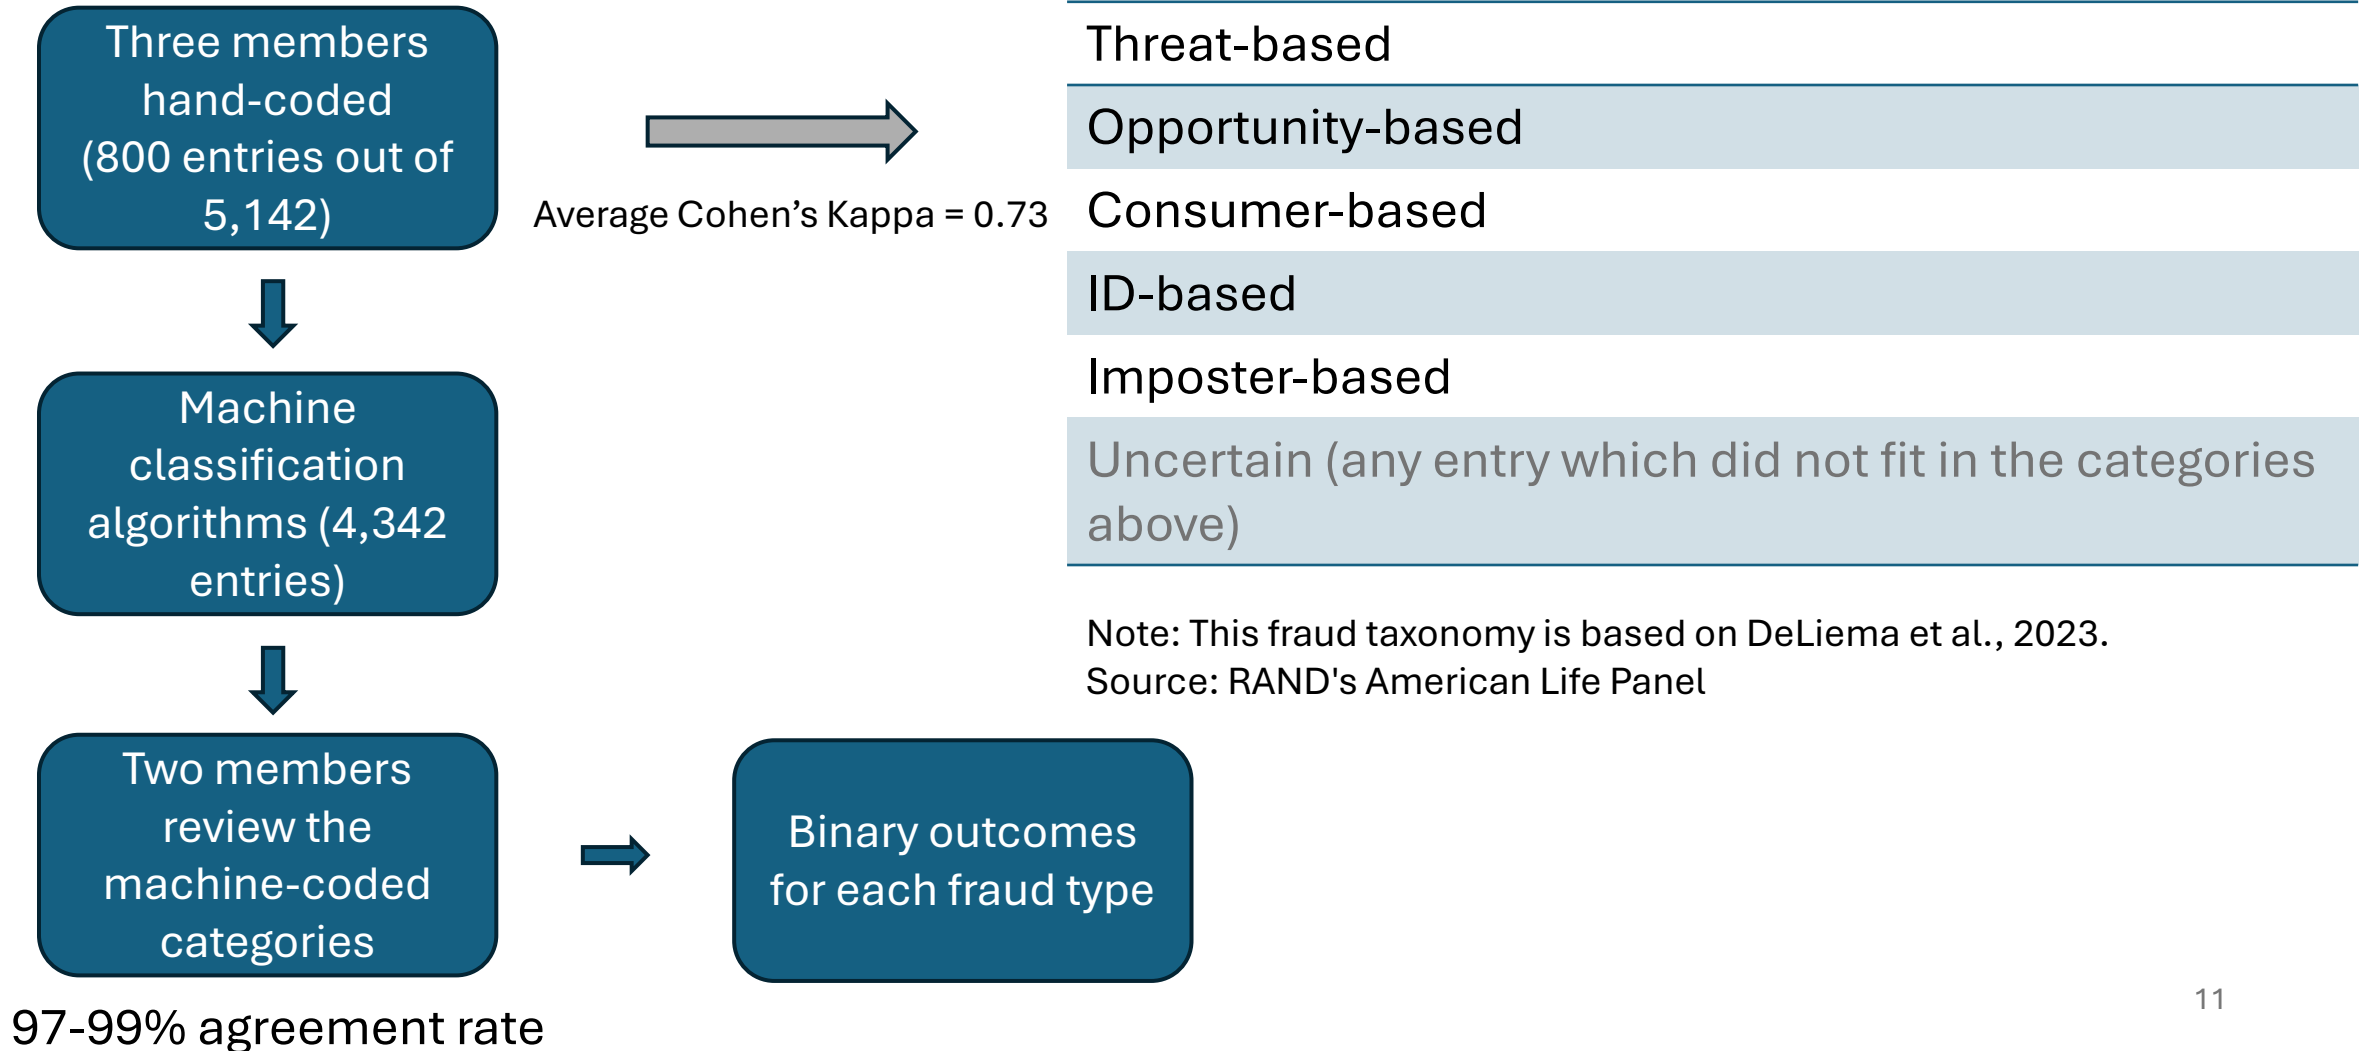 Three members
hand-coded
(800 entries out of
5,142)
Average Cohen’s Kappa = 0.73
Threat-based
Opportunity-based
Consumer-based
ID-based
Imposter-based
Uncertain (any entry which did not fit in the categories
above)
Note: This fraud taxonomy is based on DeLiema et al., 2023.
Source: RAND's American Life Panel
Machine
classification
algorithms (4,342
entries)
Two members
review the
machine-coded
categories
97-99% agreement rate
Binary outcomes
for each fraud type
11